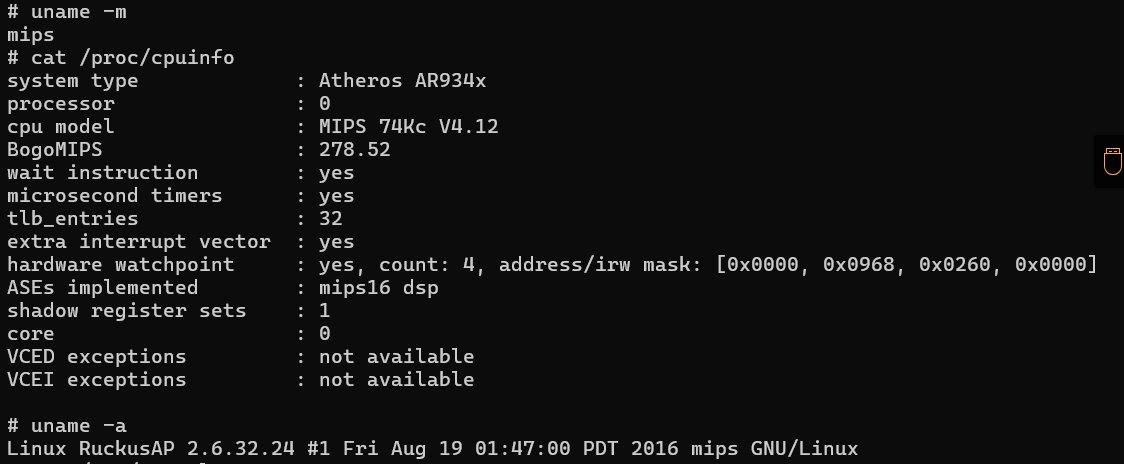 # uname -m
mips
# cat /proc/cpuinfo
system type             : Atheros AR934x
processor               : 0
cpu model               : MIPS 74Kc V4.12
BogoMIPS                : 278.52
wait instruction        : yes
microsecond timers      : yes
tlb_entries             : 32
extra interrupt vector  : yes
hardware watchpoint     : yes, count: 4, address/irw mask: [0x0000, 0x0968, 0x0260, 0x0000]
ASEs implemented        : mips16 dsp
shadow register sets    : 1
core                    : 0
VCED exceptions         : not available
VCEI exceptions         : not available
# uname -a
Linux RuckusAP 2.6.32.24 #1 Fri Aug 19 01:47:00 PDT 2016 mips GNU/Linux